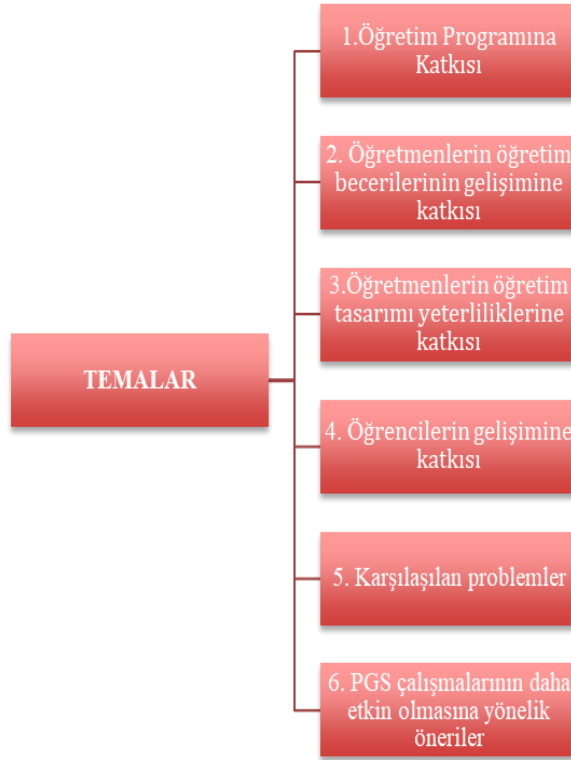 TEMALAR
1.Öğretim Programına
Katkısı
2. Öğretmenlerin öğretim
becerilerinin gelişimine
katkısı
3.Öğretmenlerin öğretim
tasarımı yeterliliklerine
katkısı
4. Öğrencilerin gelişimine
katkısı
5. Karşılaşılan problemler
6. PGS çalışmalarının daha
etkin olmasına yönelik
öneriler